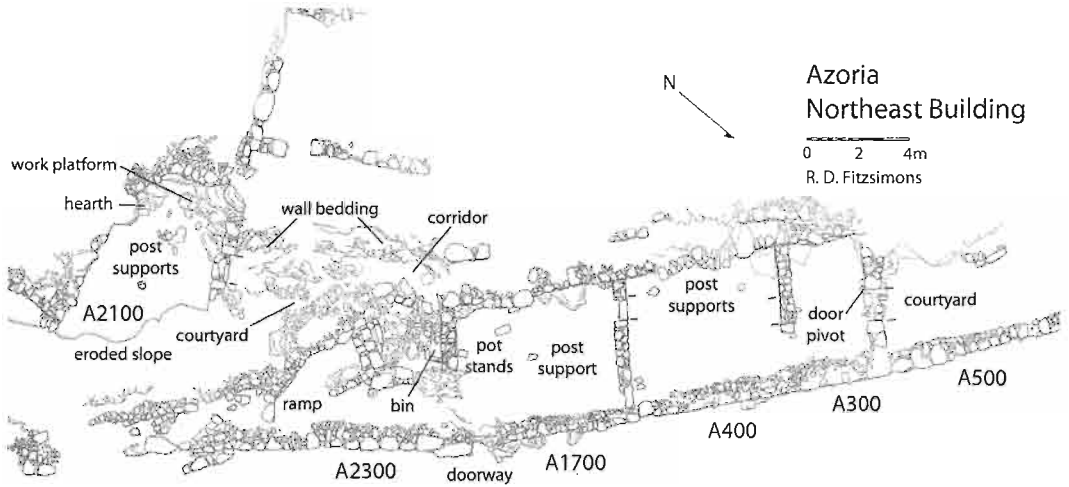 N
Azoria
Northeast Building
0 2 4m
R. D. Fitzsimons
work platform
hearth
wall bedding
corridor
post
supports
A2100
courtyard
eroded slope
ramp
bin
pot
stands
post
support
post
supports
door
pivot
courtyard
A2300
doorway
A1700
A400
A300
A500